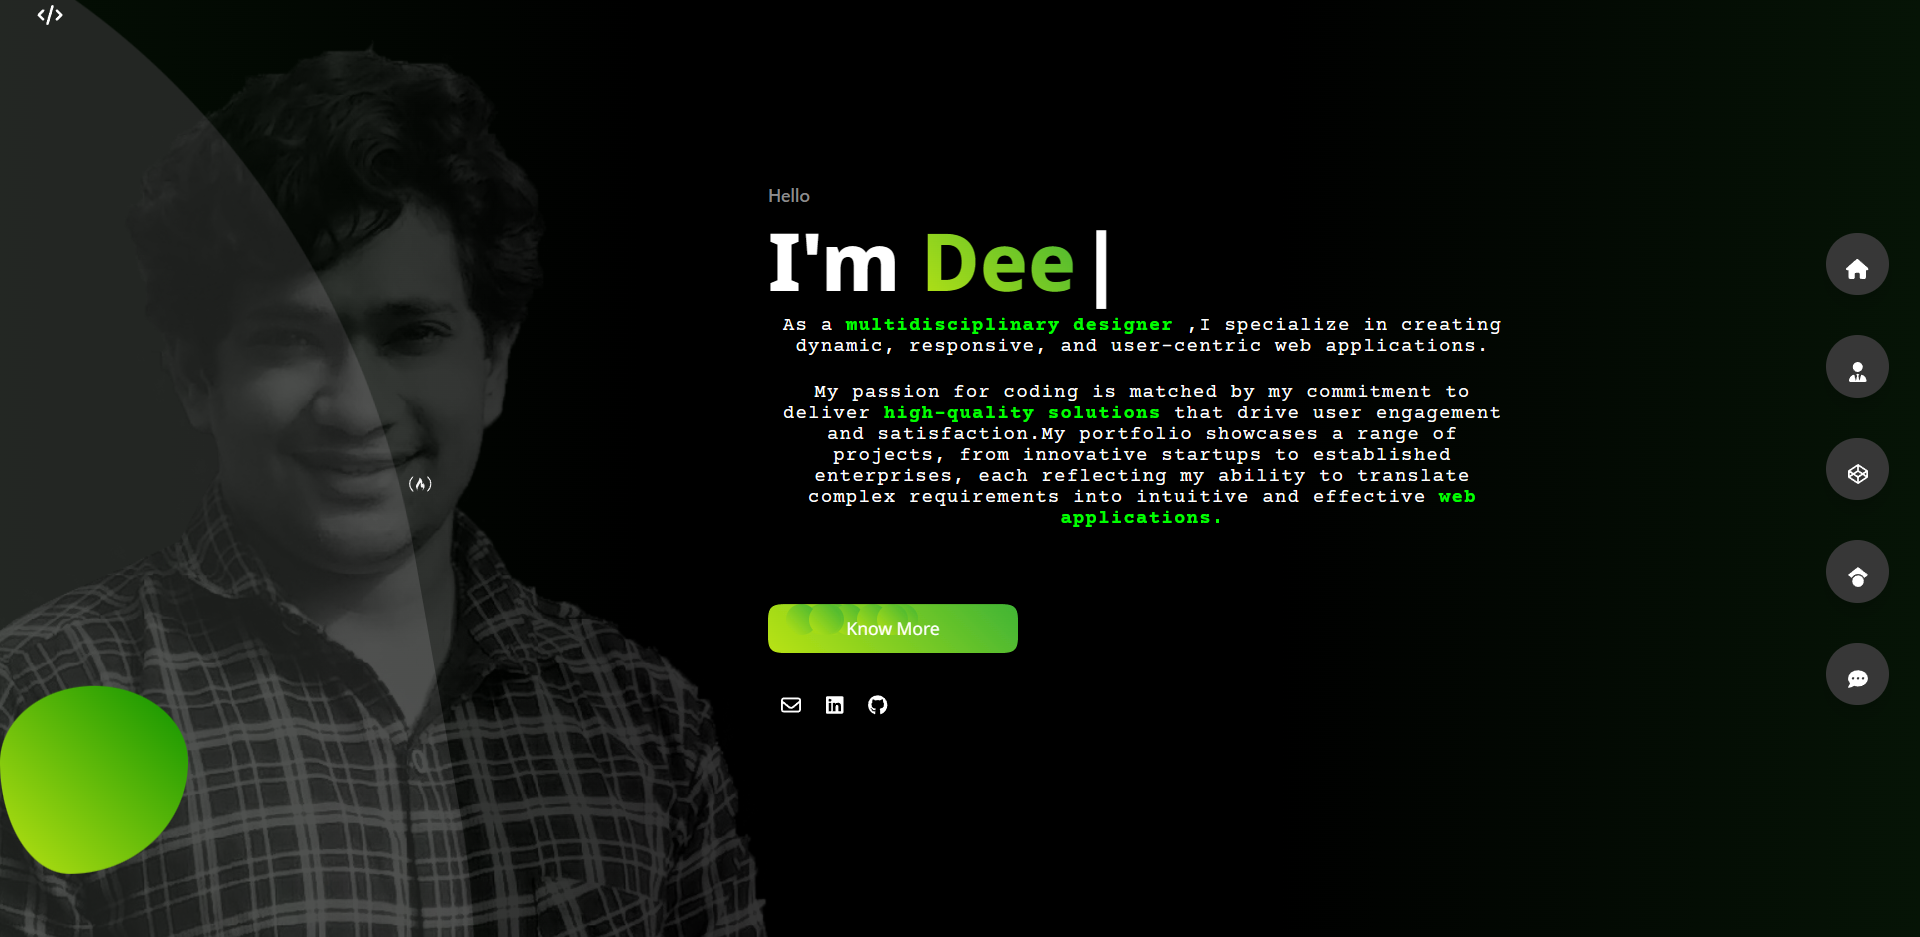 Hello
I'm Dee|
As a multidisciplinary designer ,I specialize in creating
dynamic, responsive, and user-centric web applications.
My passion for coding is matched by my commitment to
deliver high-quality solutions that drive user engagement
and satisfaction.My portfolio showcases a range of
projects, from innovative startups to established
enterprises, each reflecting my ability to translate
complex requirements into intuitive and effective web
applications.
Know More